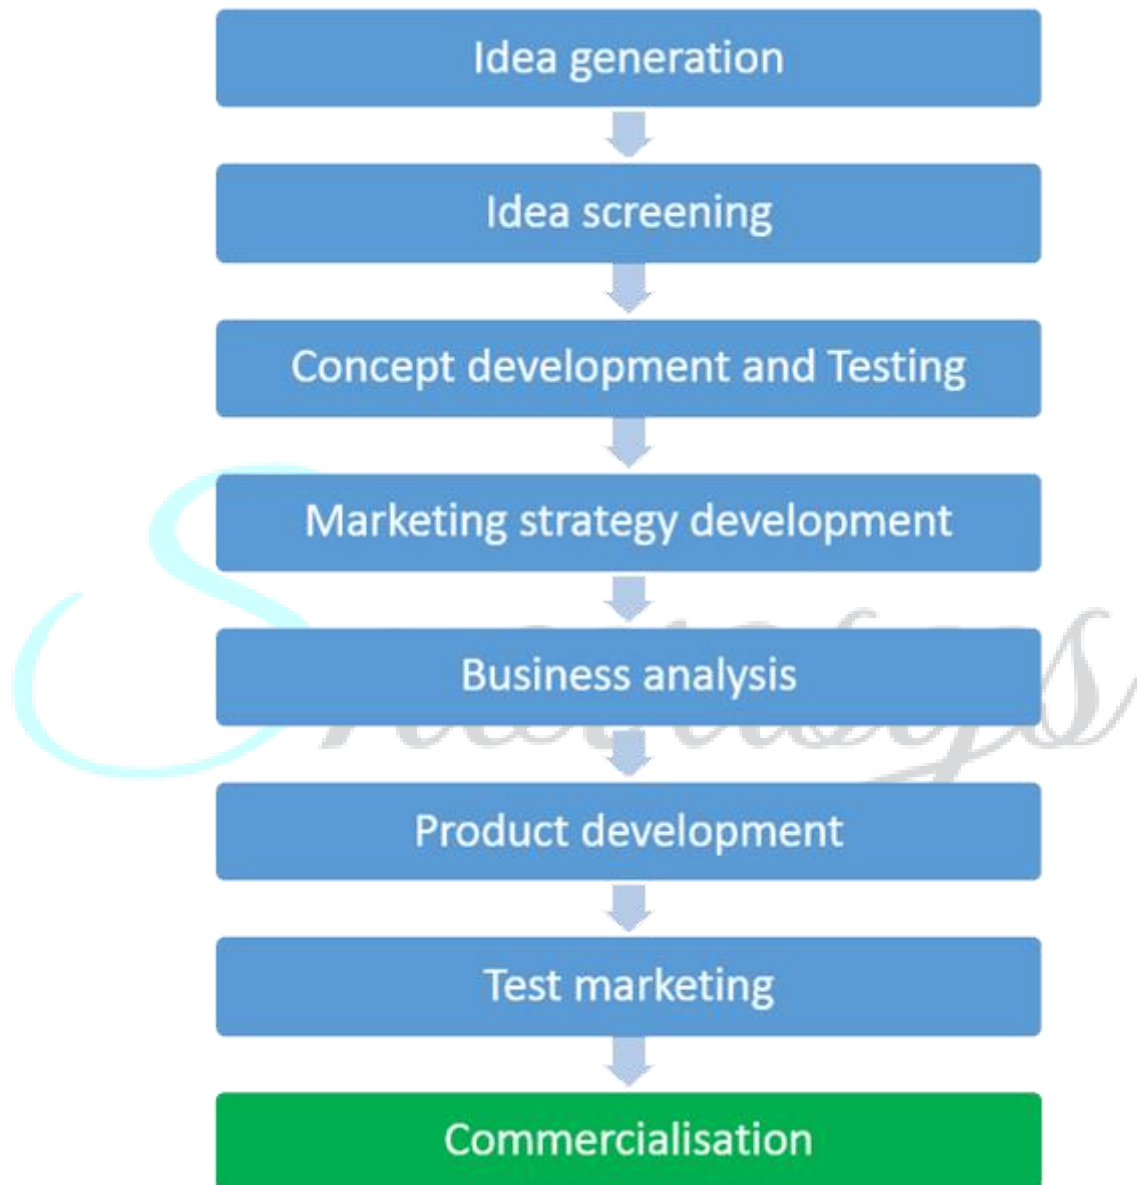 Idea generation
Idea screening
Concept development and Testing
Marketing strategy development
Business analysis
Product development
Test marketing
Commercialisation